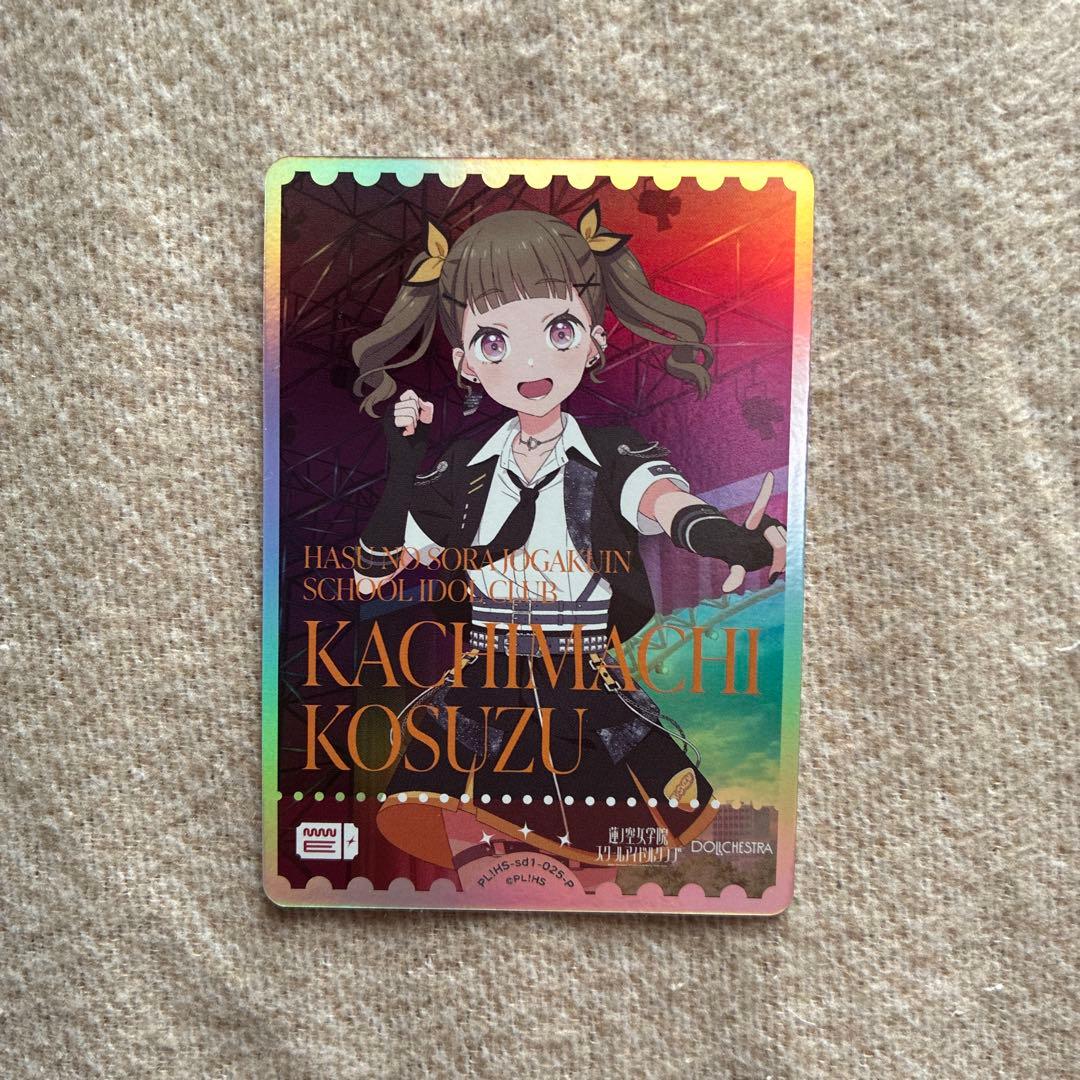 HASU NO SORA JOGAKUIN
SCHOOL IDOL CLUB
KACHIMACHI
KOSUZU
E
蓮ノ空女学院
スクールアイドルクラブ
DOLLCHESTRA
PL!HS-sd1-025-P
©PL!HS